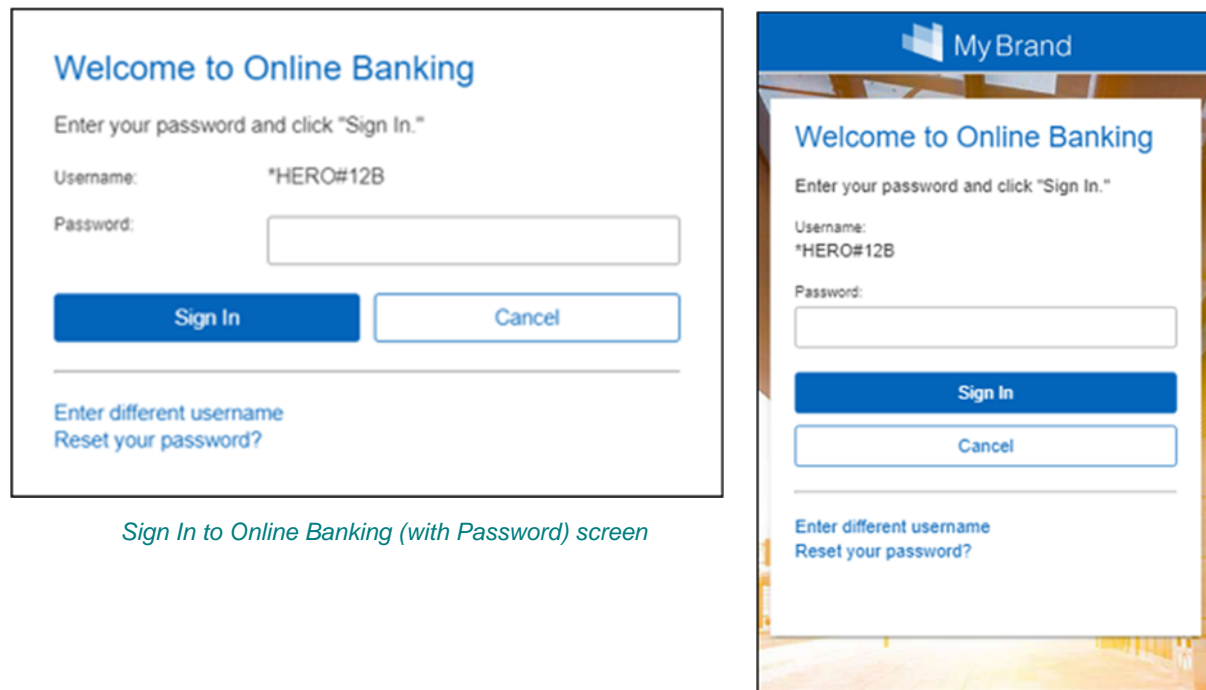 Welcome to Online Banking
Enter your password and click "Sign In."
Username: *HERO#12B
Password:
Sign In Cancel
Enter different username
Reset your password?
Sign In to Online Banking (with Password) screen
My Brand
Welcome to Online Banking
Enter your password and click "Sign In."
Username:
*HERO#12B
Password:
Sign In
Cancel
Enter different username
Reset your password?